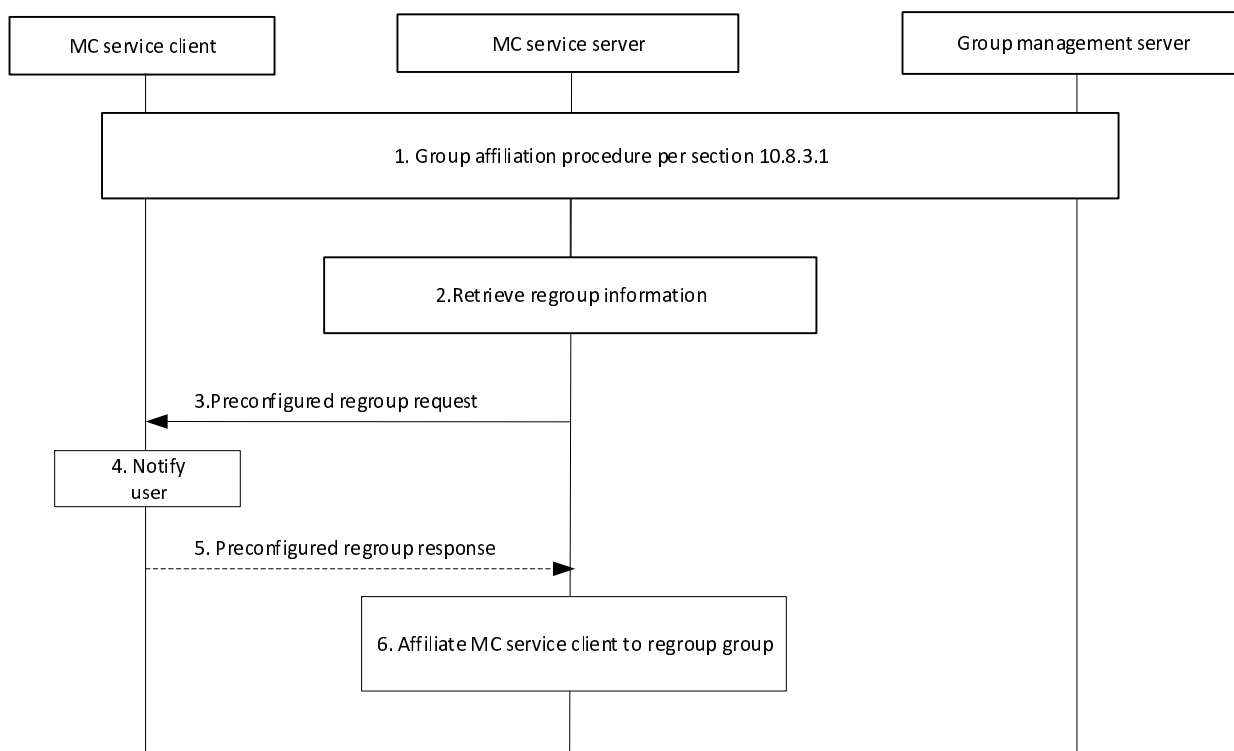 MC service client
MC service server
Group management server
1. Group affiliation procedure per section 10.8.3.1
2.Retrieve regroup information
3.Preconfigured regroup request
4. Notify
user
5. Preconfigured regroup response
6. Affiliate MC service client to regroup group